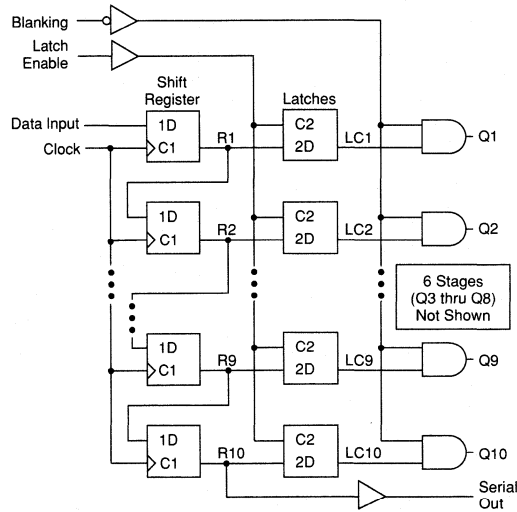 Blanking
Latch
Enable
Shift
Register
Latches
Data Input
1D
R1
C2
LC1
Q1
Clock
C1
2D
1D
R2
C2
LC2
Q2
C1
2D
6 Stages
(Q3 thru Q8)
Not Shown
1D
R9
C2
LC9
Q9
C1
2D
1D
R10
C2
LC10
Q10
C1
2D
Serial
Out